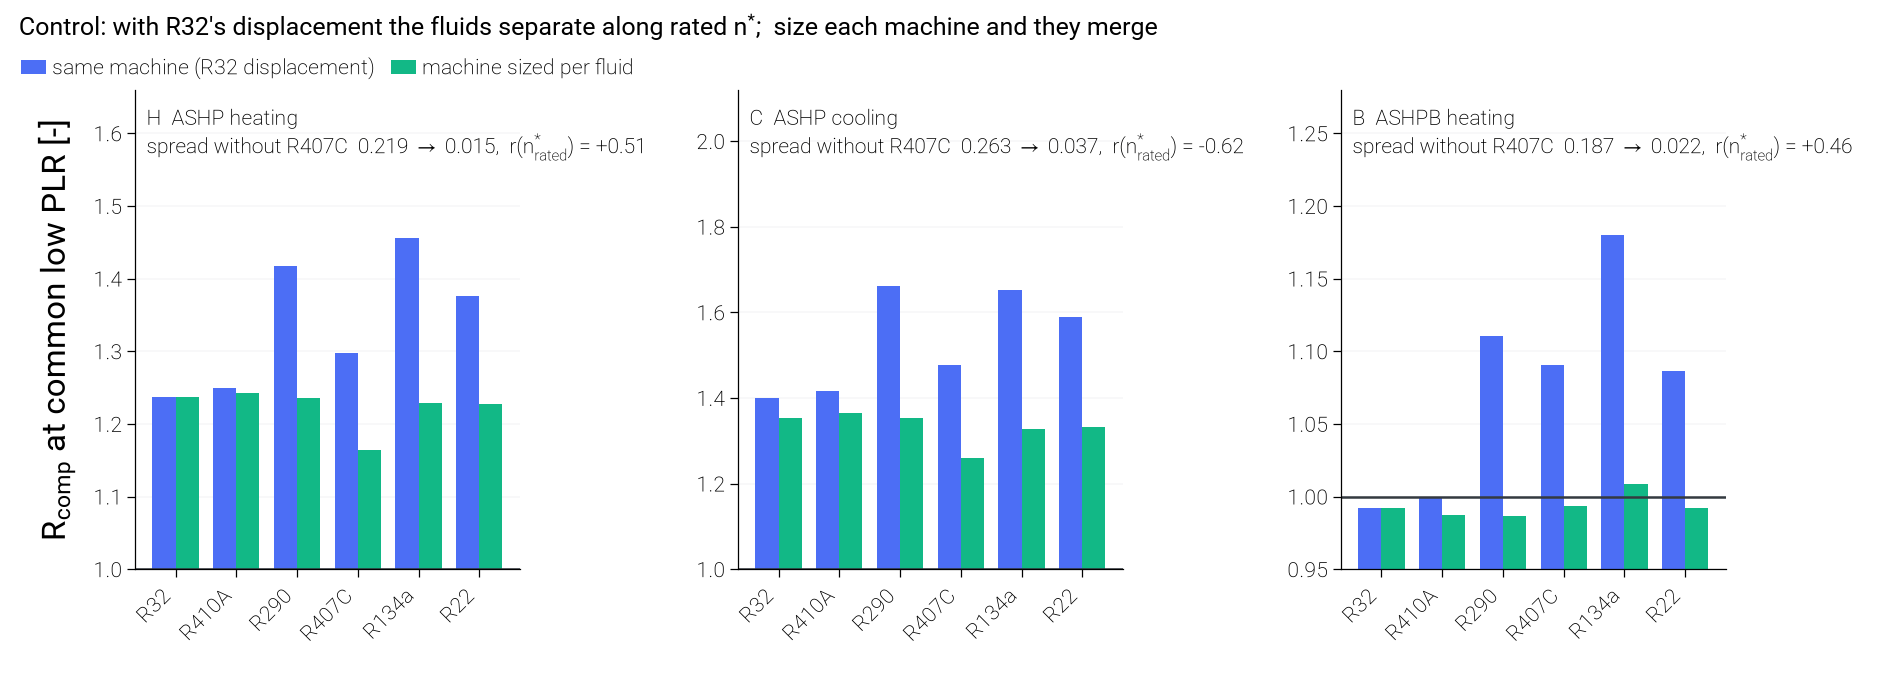 Control: with R32's displacement the fluids separate along rated n*; size each machine and they merge
same machine (R32 displacement)
machine sized per fluid
R_comp at common low PLR [-]
H ASHP heating
spread without R407C 0.219 → 0.015, r(n*_rated) = +0.51
1.6
1.5
1.4
1.3
1.2
1.1
1.0
R32
R410A
R290
R407C
R134a
R22
C ASHP cooling
spread without R407C 0.263 → 0.037, r(n*_rated) = -0.62
2.0
1.8
1.6
1.4
1.2
1.0
R32
R410A
R290
R407C
R134a
R22
B ASHPB heating
spread without R407C 0.187 → 0.022, r(n*_rated) = +0.46
1.25
1.20
1.15
1.10
1.05
1.00
0.95
R32
R410A
R290
R407C
R134a
R22